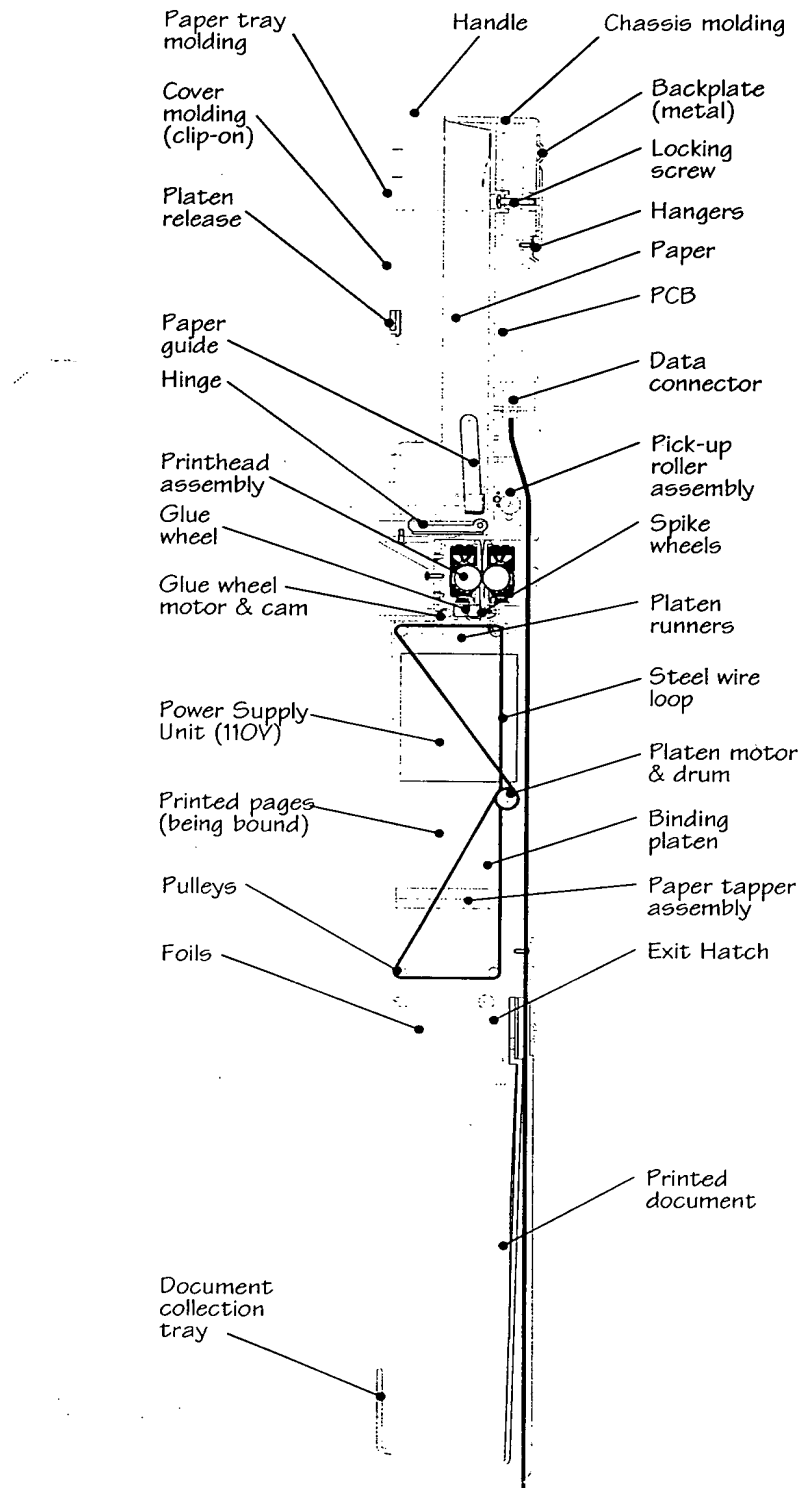 Paper tray
molding
Handle
Chassis molding
Cover
molding
(clip-on)
Backplate
(metal)
Locking
screw
Platen
release
Hangers
Paper
PCB
Paper
guide
Hinge
Data
connector
Printhead
assembly
Pick-up
roller
assembly
Glue
wheel
Spike
wheels
Glue wheel
motor & cam
Platen
runners
Steel wire
loop
Power Supply
Unit (110V)
Platen motor
& drum
Printed pages
(being bound)
Binding
platen
Pulleys
Paper tapper
assembly
Foils
Exit Hatch
Printed
document
Document
collection
tray